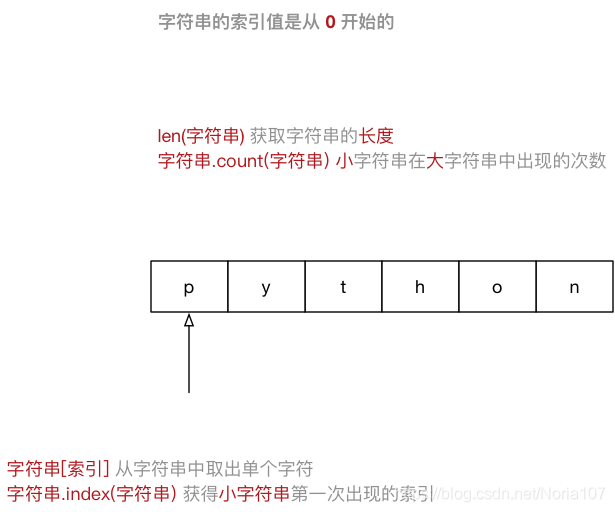 字符串的索引值是从 0 开始的
len(字符串) 获取字符串的长度
字符串.count(字符串) 小字符串在大字符串中出现的次数
p y t h o n
字符串[索引] 从字符串中取出单个字符
字符串.index(字符串) 获得小字符串第一次出现的索引
blog.csdn.net/Noria107